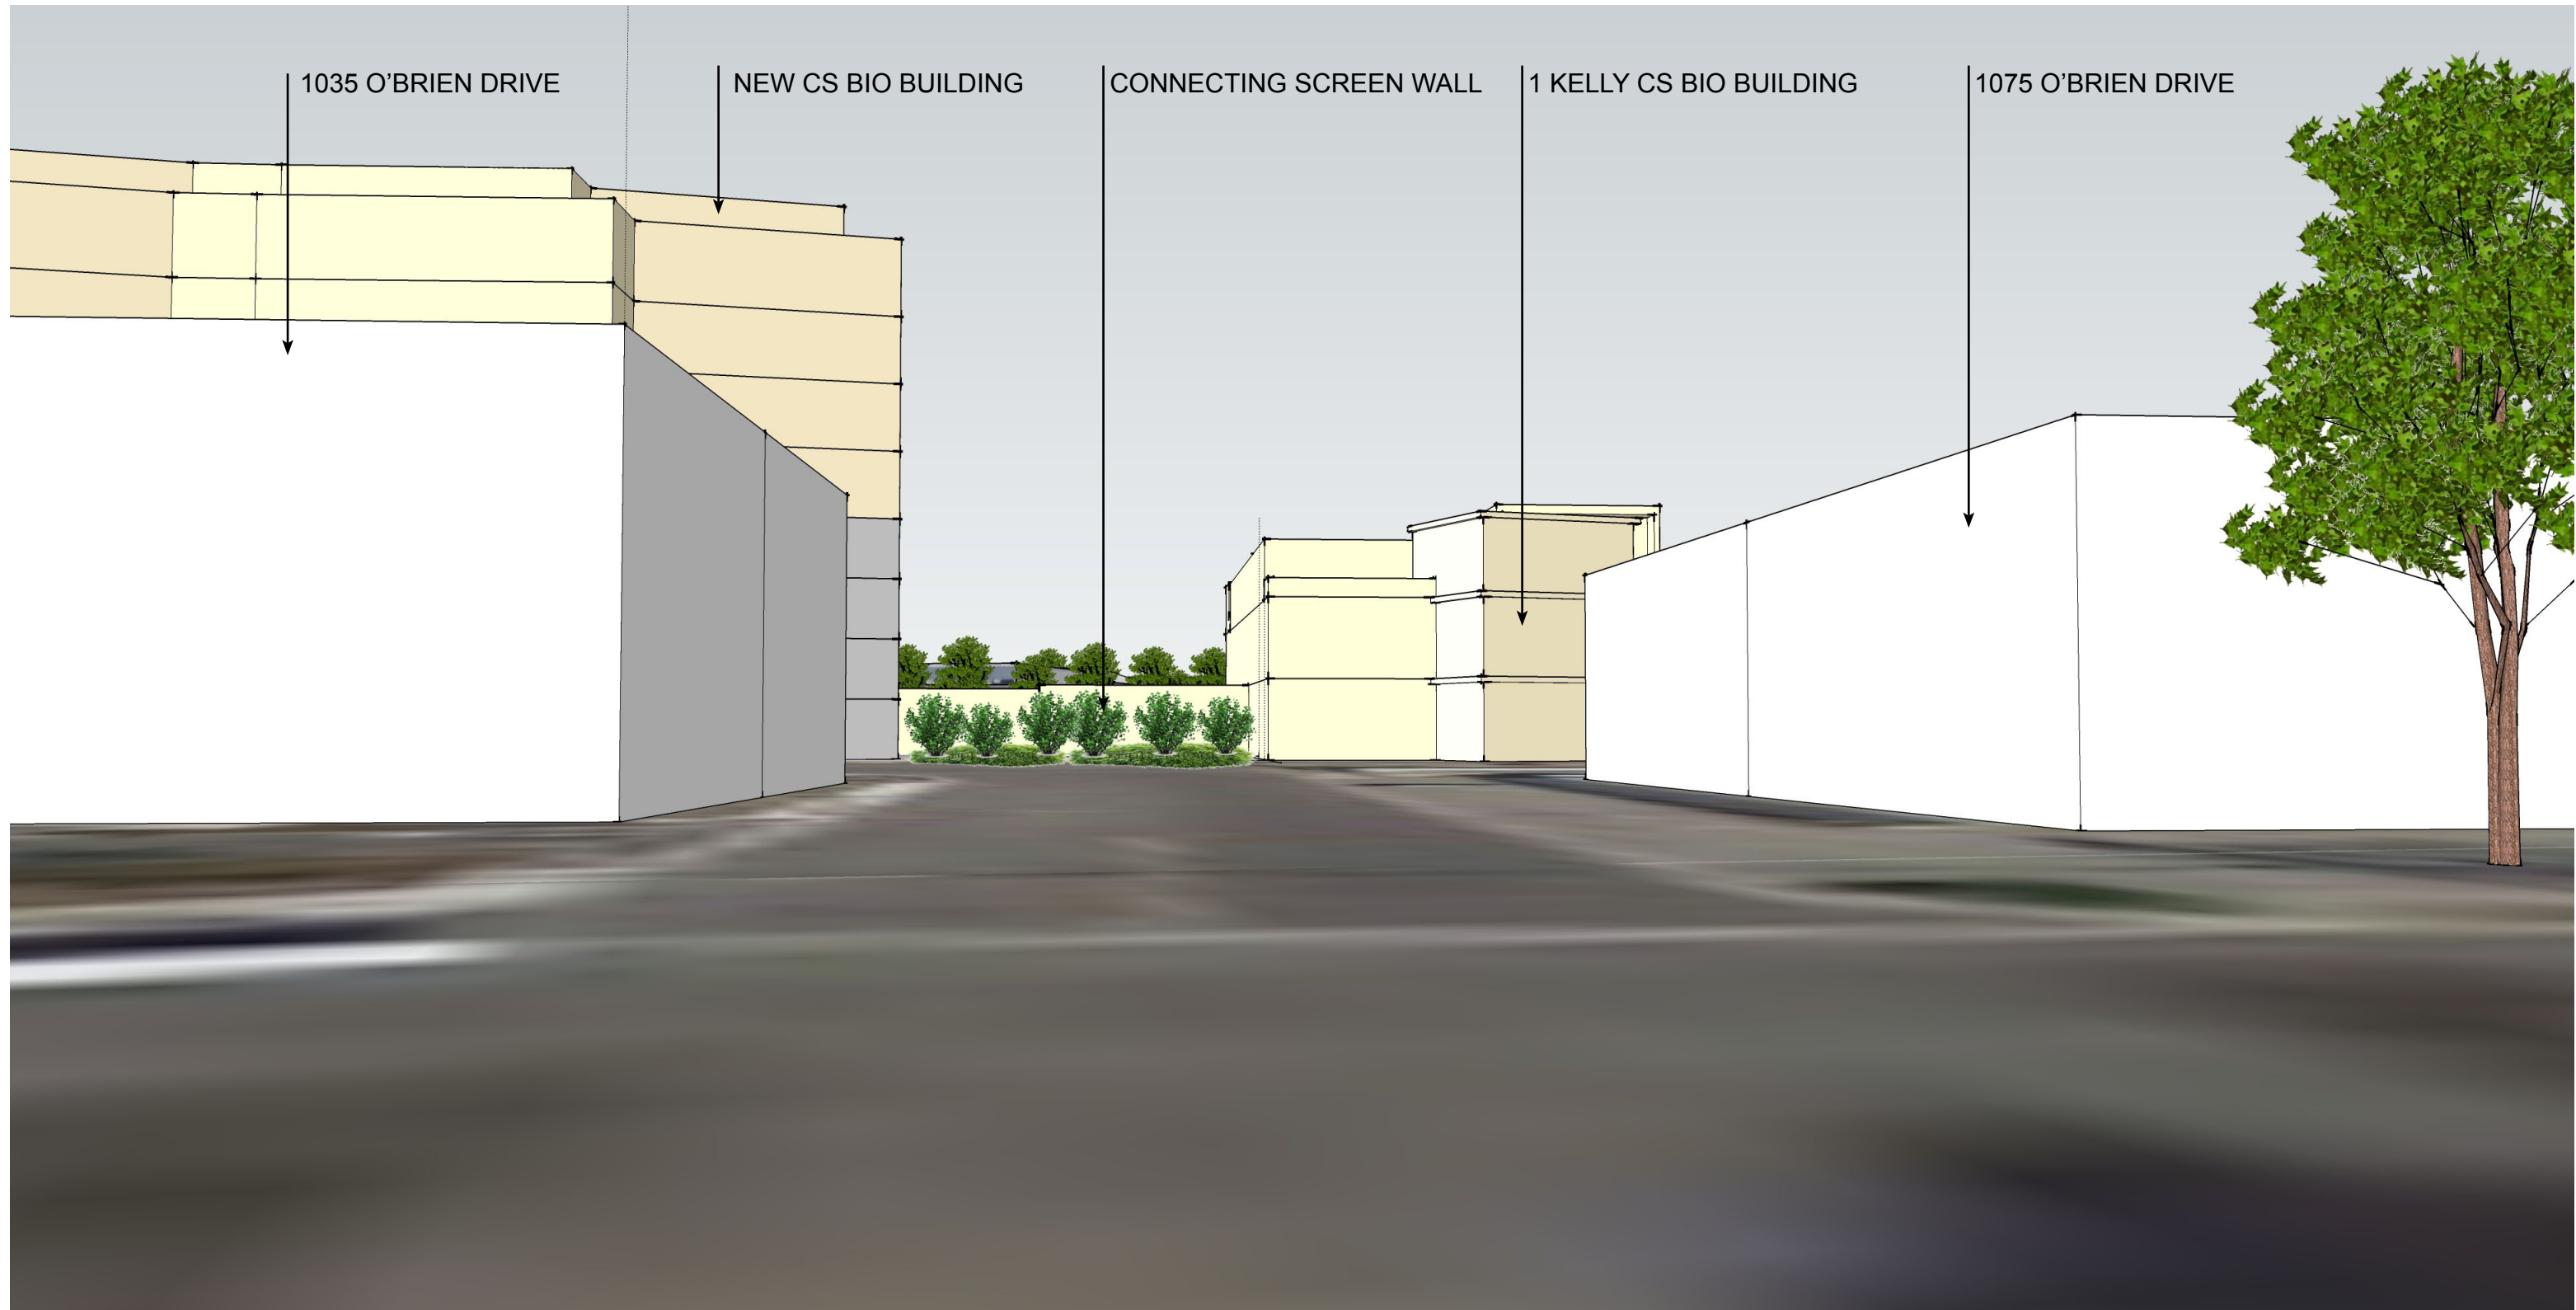 1035 O’BRIEN DRIVE
NEW CS BIO BUILDING
CONNECTING SCREEN WALL
1 KELLY CS BIO BUILDING
1075 O’BRIEN DRIVE